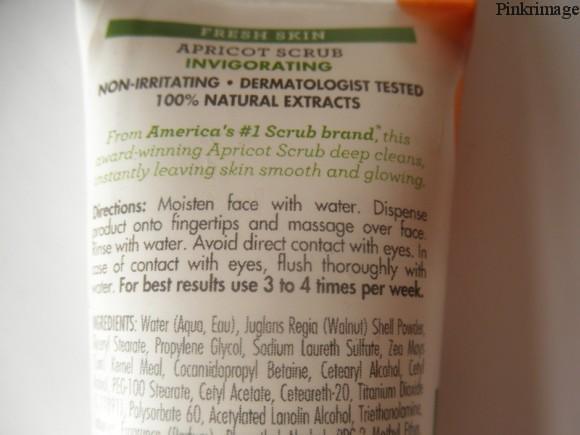 Pinkrimage
FRESH SKIN
APRICOT SCRUB
INVIGORATING
NON-IRRITATING • DERMATOLOGIST TESTED
100% NATURAL EXTRACTS
From America's #1 Scrub brand,* this
award-winning Apricot Scrub deep cleans,
instantly leaving skin smooth and glowing.
Directions: Moisten face with water. Dispense
product onto fingertips and massage over face.
Rinse with water. Avoid direct contact with eyes. In
case of contact with eyes, flush thoroughly with
water. For best results use 3 to 4 times per week.
INGREDIENTS: Water (Aqua, Eau), Juglans Regia (Walnut) Shell Powder,
Glyceryl Stearate, Propylene Glycol, Sodium Laureth Sulfate, Zea Mays
Kernel Meal, Cocamidopropyl Betaine, Cetearyl Alcohol, Cetyl
PEG-100 Stearate, Cetyl Acetate, Ceteareth-20, Titanium Dioxide
Polysorbate 60, Acetylated Lanolin Alcohol, Triethanolamine,